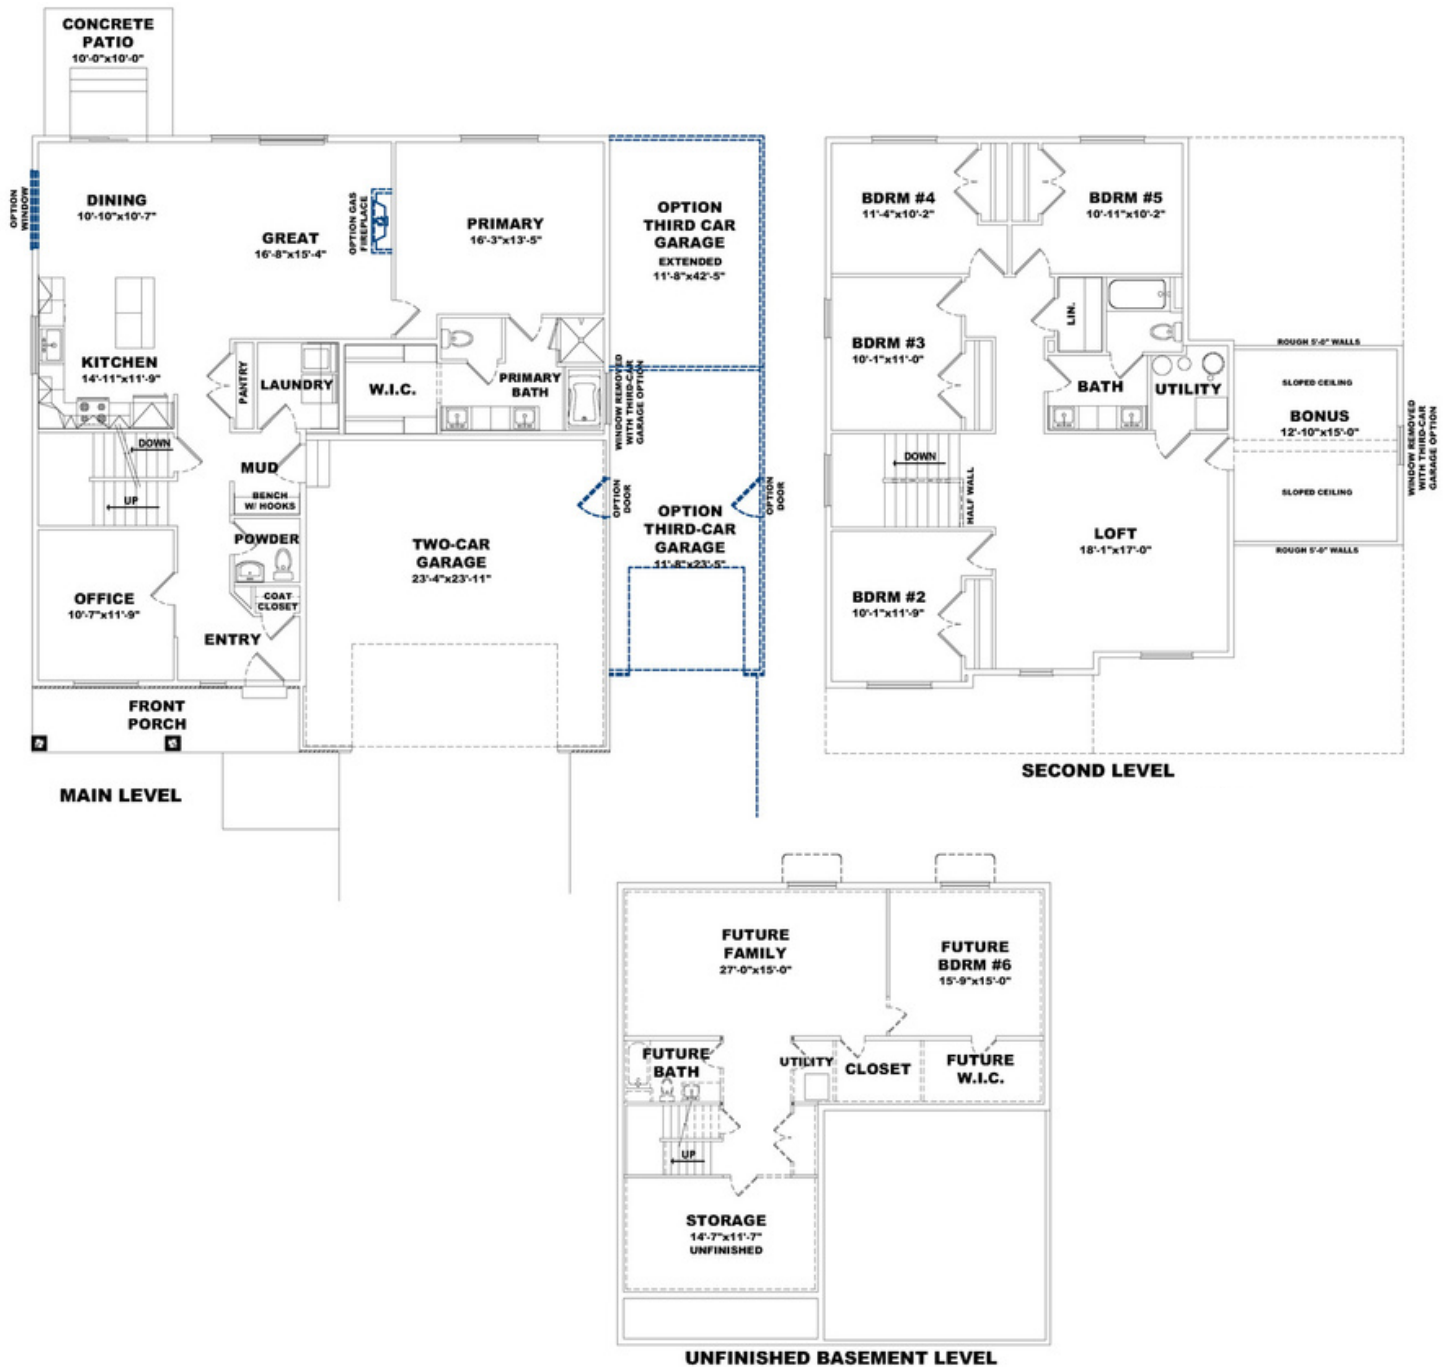 CONCRETE
PATIO
10'-0"x10'-0"
OPTION
WINDOW
DINING
10'-10"x10'-7"
GREAT
16'-8"x15'-4"
OPTION GAS
FIREPLACE
PRIMARY
16'-3"x13'-5"
OPTION
THIRD CAR
GARAGE
EXTENDED
11'-8"x42'-5"
KITCHEN
14'-11"x11'-9"
PANTRY
LAUNDRY
W.I.C.
PRIMARY
BATH
WINDOW REMOVED
WITH THIRD-CAR
GARAGE OPTION
DOWN
UP
MUD
BENCH
W/ HOOKS
POWDER
COAT
CLOSET
OFFICE
10'-7"x11'-9"
ENTRY
TWO-CAR
GARAGE
23'-4"x23'-11"
OPTION
DOOR
OPTION
THIRD-CAR
GARAGE
11'-8"x23'-5"
OPTION
DOOR
FRONT
PORCH
MAIN LEVEL
BDRM #4
11'-4"x10'-2"
BDRM #5
10'-11"x10'-2"
BDRM #3
10'-1"x11'-0"
LIN.
BATH
UTILITY
ROUGH 5'-0" WALLS
SLOPED CEILING
BONUS
12'-10"x15'-0"
SLOPED CEILING
ROUGH 5'-0" WALLS
WINDOW REMOVED
WITH THIRD-CAR
GARAGE OPTION
DOWN
HALF WALL
LOFT
18'-1"x17'-0"
BDRM #2
10'-1"x11'-9"
SECOND LEVEL
FUTURE
FAMILY
27'-0"x15'-0"
FUTURE
BDRM #6
15'-9"x15'-0"
FUTURE
BATH
UTILITY
CLOSET
FUTURE
W.I.C.
UP
STORAGE
14'-7"x11'-7"
UNFINISHED
UNFINISHED BASEMENT LEVEL